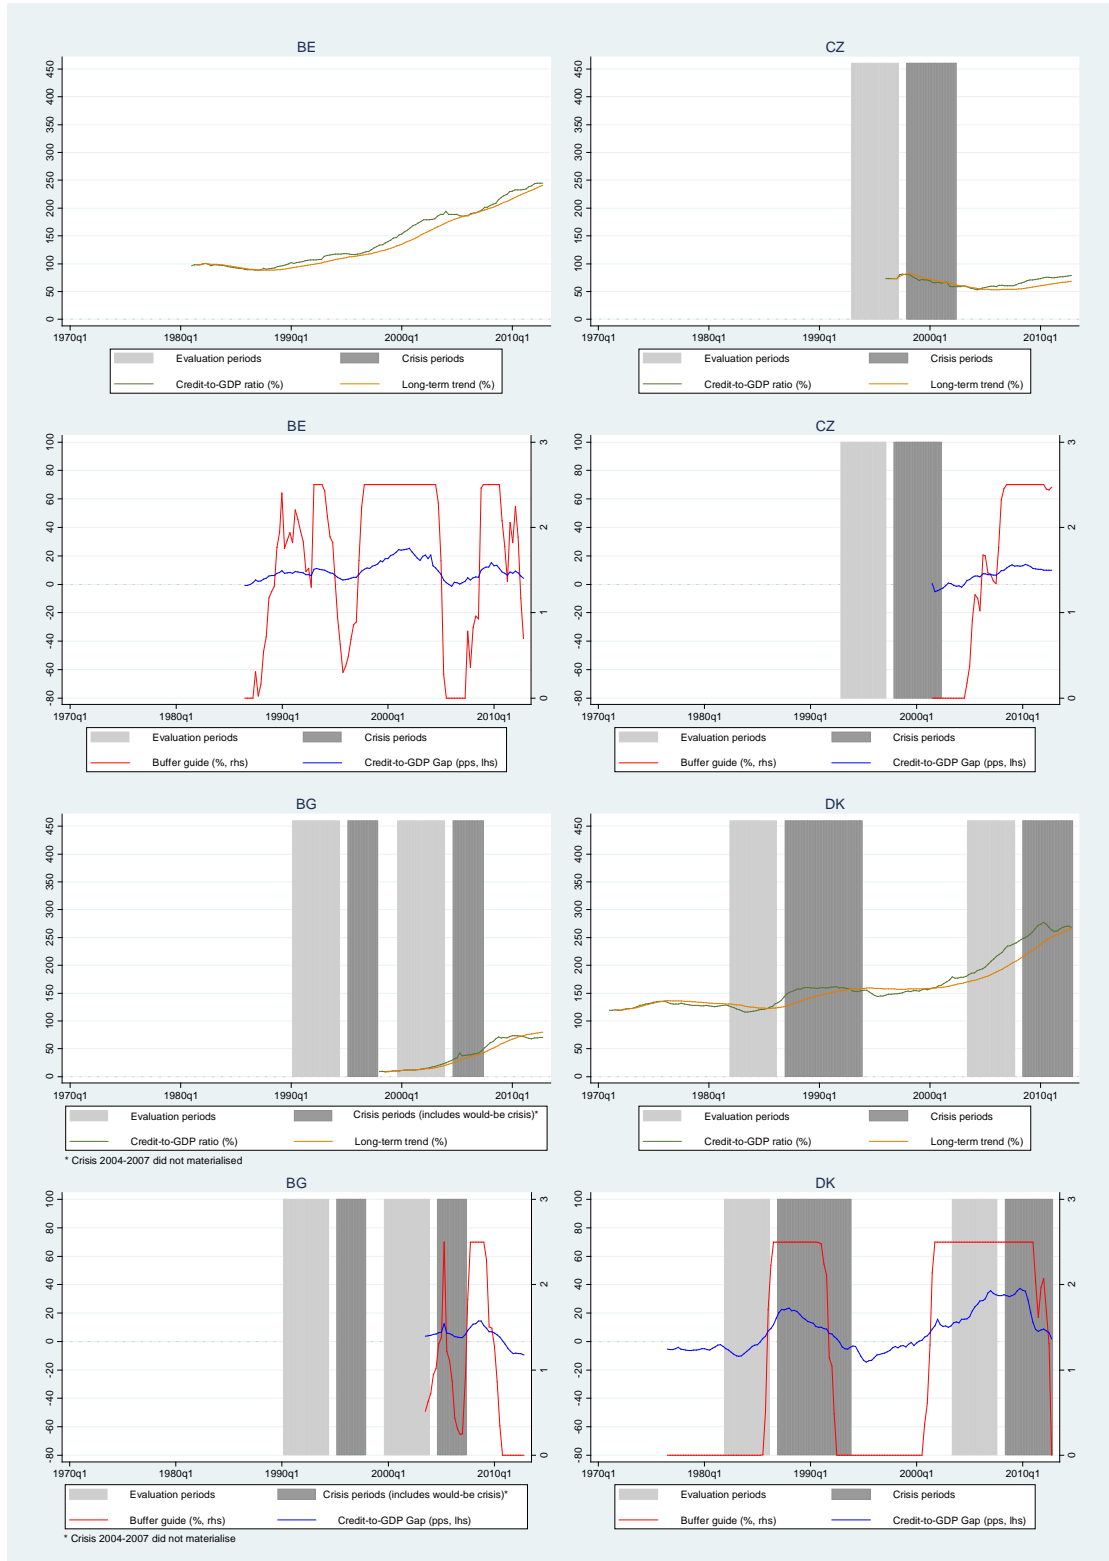 BE
CZ
450
400
350
300
250
200
150
100
50
0
450
400
350
300
250
200
150
100
50
0
1970q1 1980q1 1990q1 2000q1 2010q1
1970q1 1980q1 1990q1 2000q1 2010q1
Evaluation periods Crisis periods
Credit-to-GDP ratio (%) Long-term trend (%)
Evaluation periods Crisis periods
Credit-to-GDP ratio (%) Long-term trend (%)
BE
CZ
100
80
60
40
20
0
-20
-40
-60
-80
3
2
1
0
100
80
60
40
20
0
-20
-40
-60
-80
3
2
1
0
1970q1 1980q1 1990q1 2000q1 2010q1
1970q1 1980q1 1990q1 2000q1 2010q1
Evaluation periods Crisis periods
Buffer guide (%, rhs) Credit-to-GDP Gap (pps, lhs)
Evaluation periods Crisis periods
Buffer guide (%, rhs) Credit-to-GDP Gap (pps, lhs)
BG
DK
450
400
350
300
250
200
150
100
50
0
450
400
350
300
250
200
150
100
50
0
1970q1 1980q1 1990q1 2000q1 2010q1
1970q1 1980q1 1990q1 2000q1 2010q1
Evaluation periods Crisis periods (includes would-be crisis)*
Credit-to-GDP ratio (%) Long-term trend (%)
* Crisis 2004-2007 did not materialised
Evaluation periods Crisis periods
Credit-to-GDP ratio (%) Long-term trend (%)
BG
DK
100
80
60
40
20
0
-20
-40
-60
-80
3
2
1
0
100
80
60
40
20
0
-20
-40
-60
-80
3
2
1
0
1970q1 1980q1 1990q1 2000q1 2010q1
1970q1 1980q1 1990q1 2000q1 2010q1
Evaluation periods Crisis periods (includes would-be crisis)*
Buffer guide (%, rhs) Credit-to-GDP Gap (pps, lhs)
* Crisis 2004-2007 did not materialise
Evaluation periods Crisis periods
Buffer guide (%, rhs) Credit-to-GDP Gap (pps, lhs)